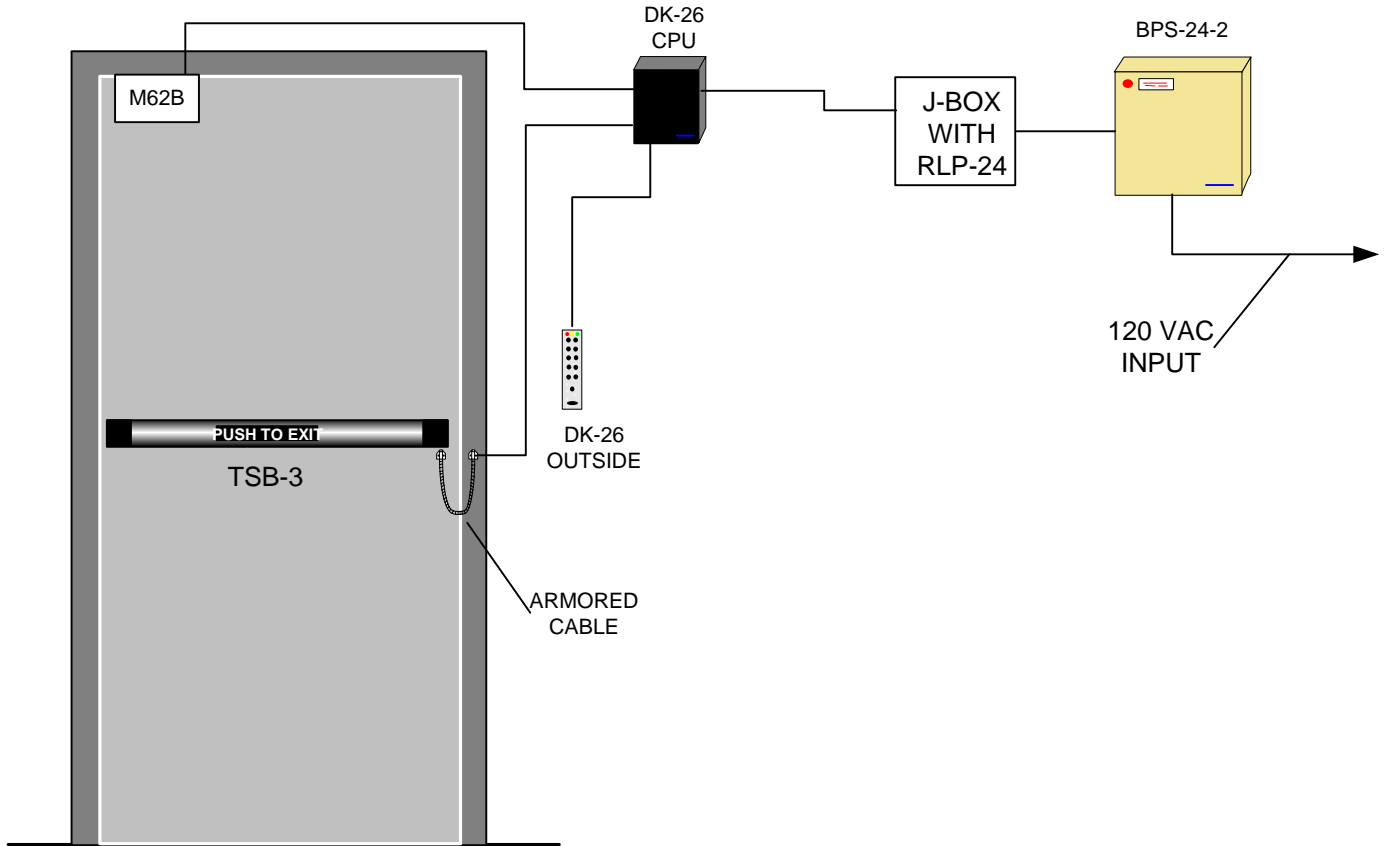 DK-26
CPU
BPS-24-2
M62B
J-BOX
WITH
RLP-24
120 VAC
INPUT
PUSH TO EXIT
TSB-3
DK-26
OUTSIDE
ARMORED
CABLE